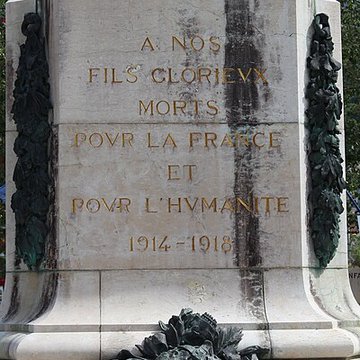 A NOS
FILS GLORIEVX
MORTS
POVR LA FRANCE
ET
POVR L'HVMANITE
1914-1918